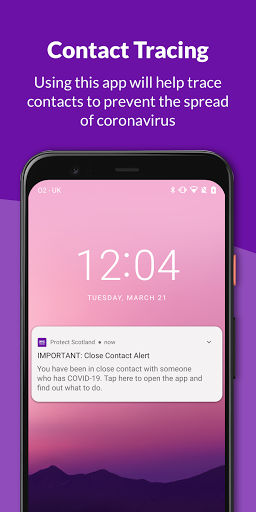 Contact Tracing
Using this app will help trace
contacts to prevent the spread
of coronavirus
O2 - UK
12:04
TUESDAY, MARCH 21
Protect Scotland • now
IMPORTANT: Close Contact Alert
You have been in close contact with someone
who has COVID-19. Tap here to open the app and
find out what to do.